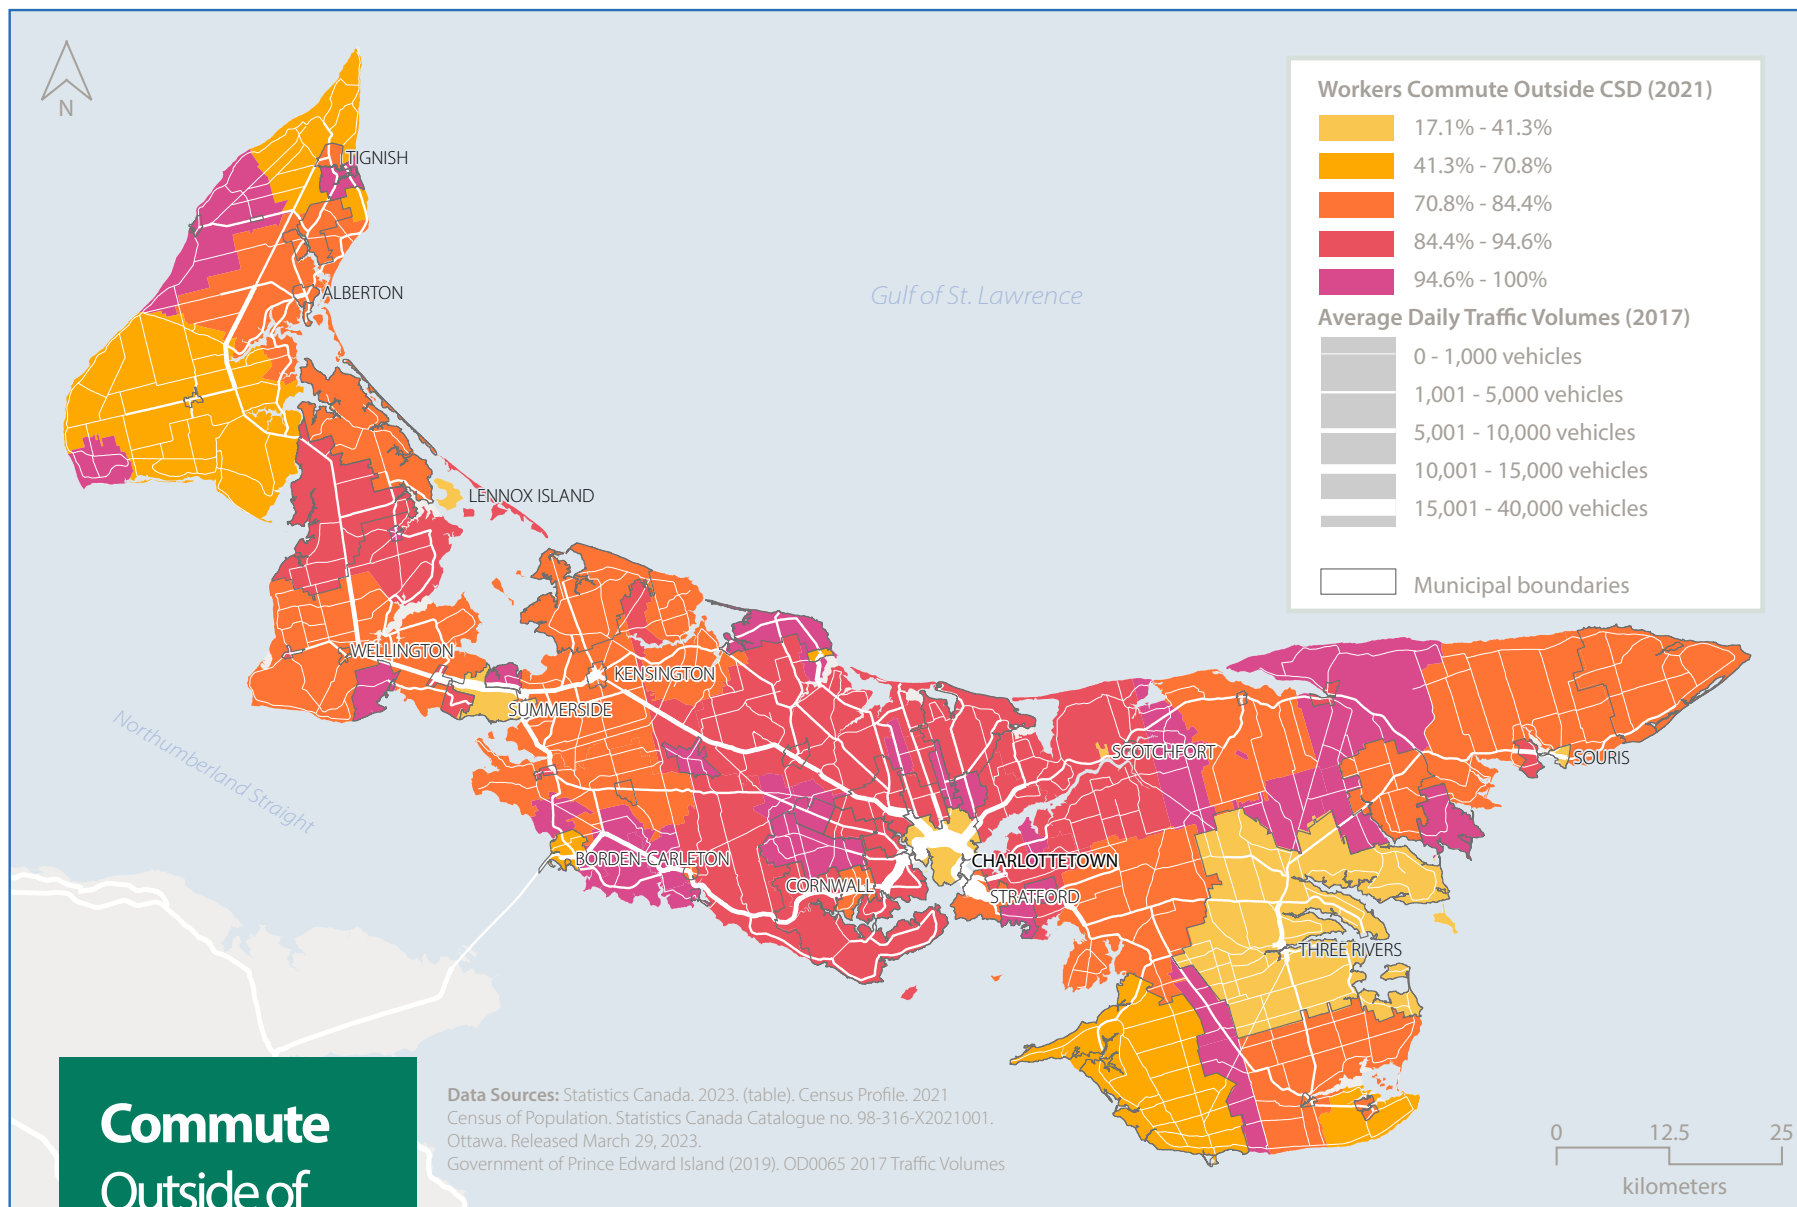 N
TIGNISH
ALBERTON
Gulf of St. Lawrence
LENNOX ISLAND
WELLINGTON
KENSINGTON
SUMMERSIDE
Northumberland Straight
SCOTCHFORT
SOURIS
BORDEN-CARLETON
CHARLOTTETOWN
CORNWALL
STRATFORD
THREE RIVERS
Workers Commute Outside CSD (2021)
17.1% - 41.3%
41.3% - 70.8%
70.8% - 84.4%
84.4% - 94.6%
94.6% - 100%
Average Daily Traffic Volumes (2017)
0 - 1,000 vehicles
1,001 - 5,000 vehicles
5,001 - 10,000 vehicles
10,001 - 15,000 vehicles
15,001 - 40,000 vehicles
Municipal boundaries
Commute
Outside of
Data Sources: Statistics Canada. 2023. (table). Census Profile. 2021
Census of Population. Statistics Canada Catalogue no. 98-316-X2021001.
Ottawa. Released March 29, 2023.
Government of Prince Edward Island (2019). OD0065 2017 Traffic Volumes
0 12.5 25
kilometers